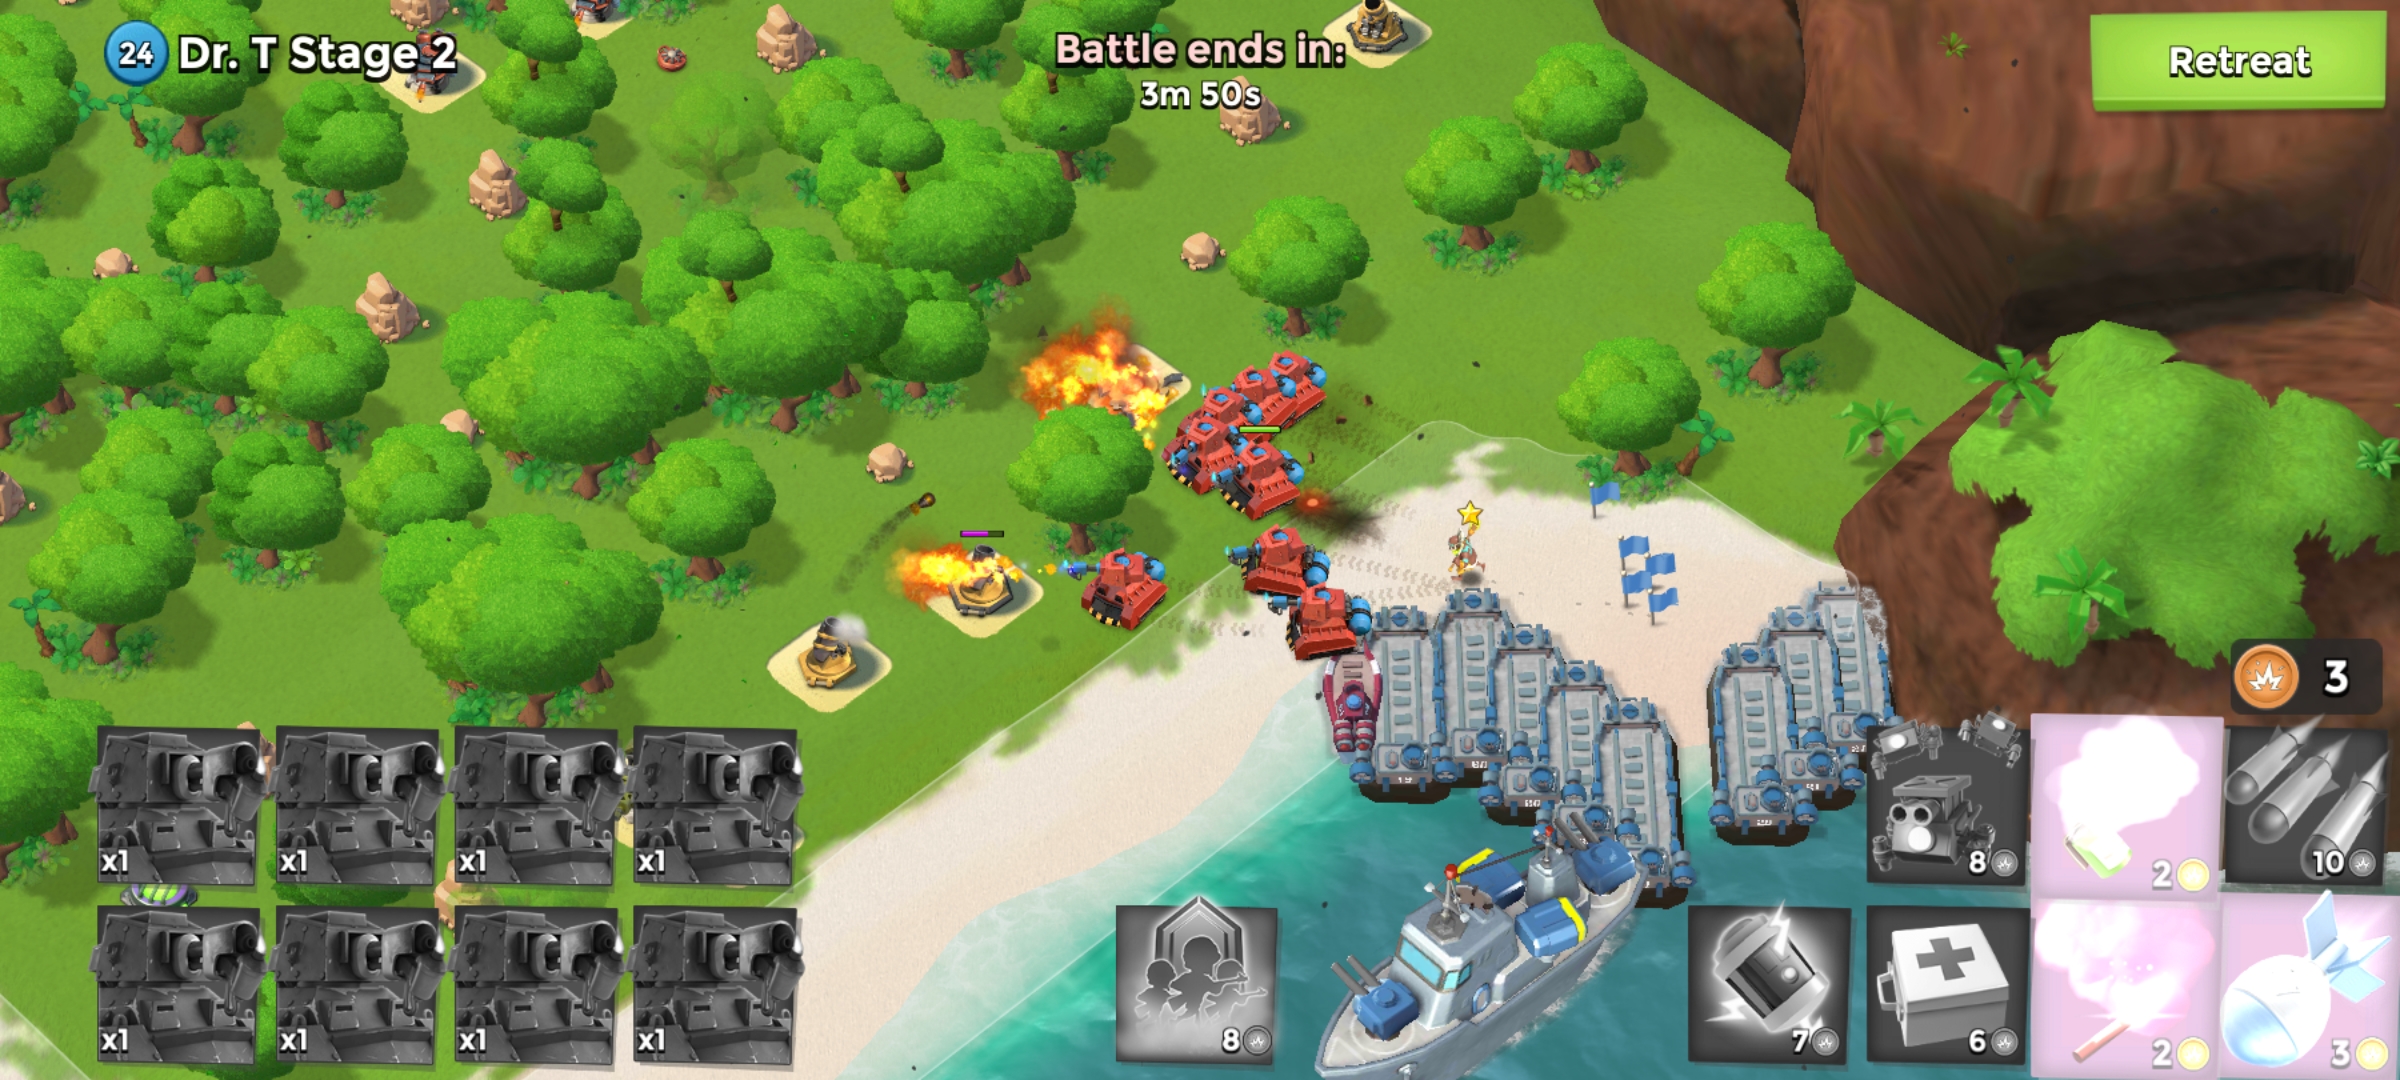 24 Dr. T Stage 2
Battle ends in:
3m 50s
Retreat
3
x1 x1 x1 x1
8 2 10
x1 x1 x1 x1
8 7 6 2 3